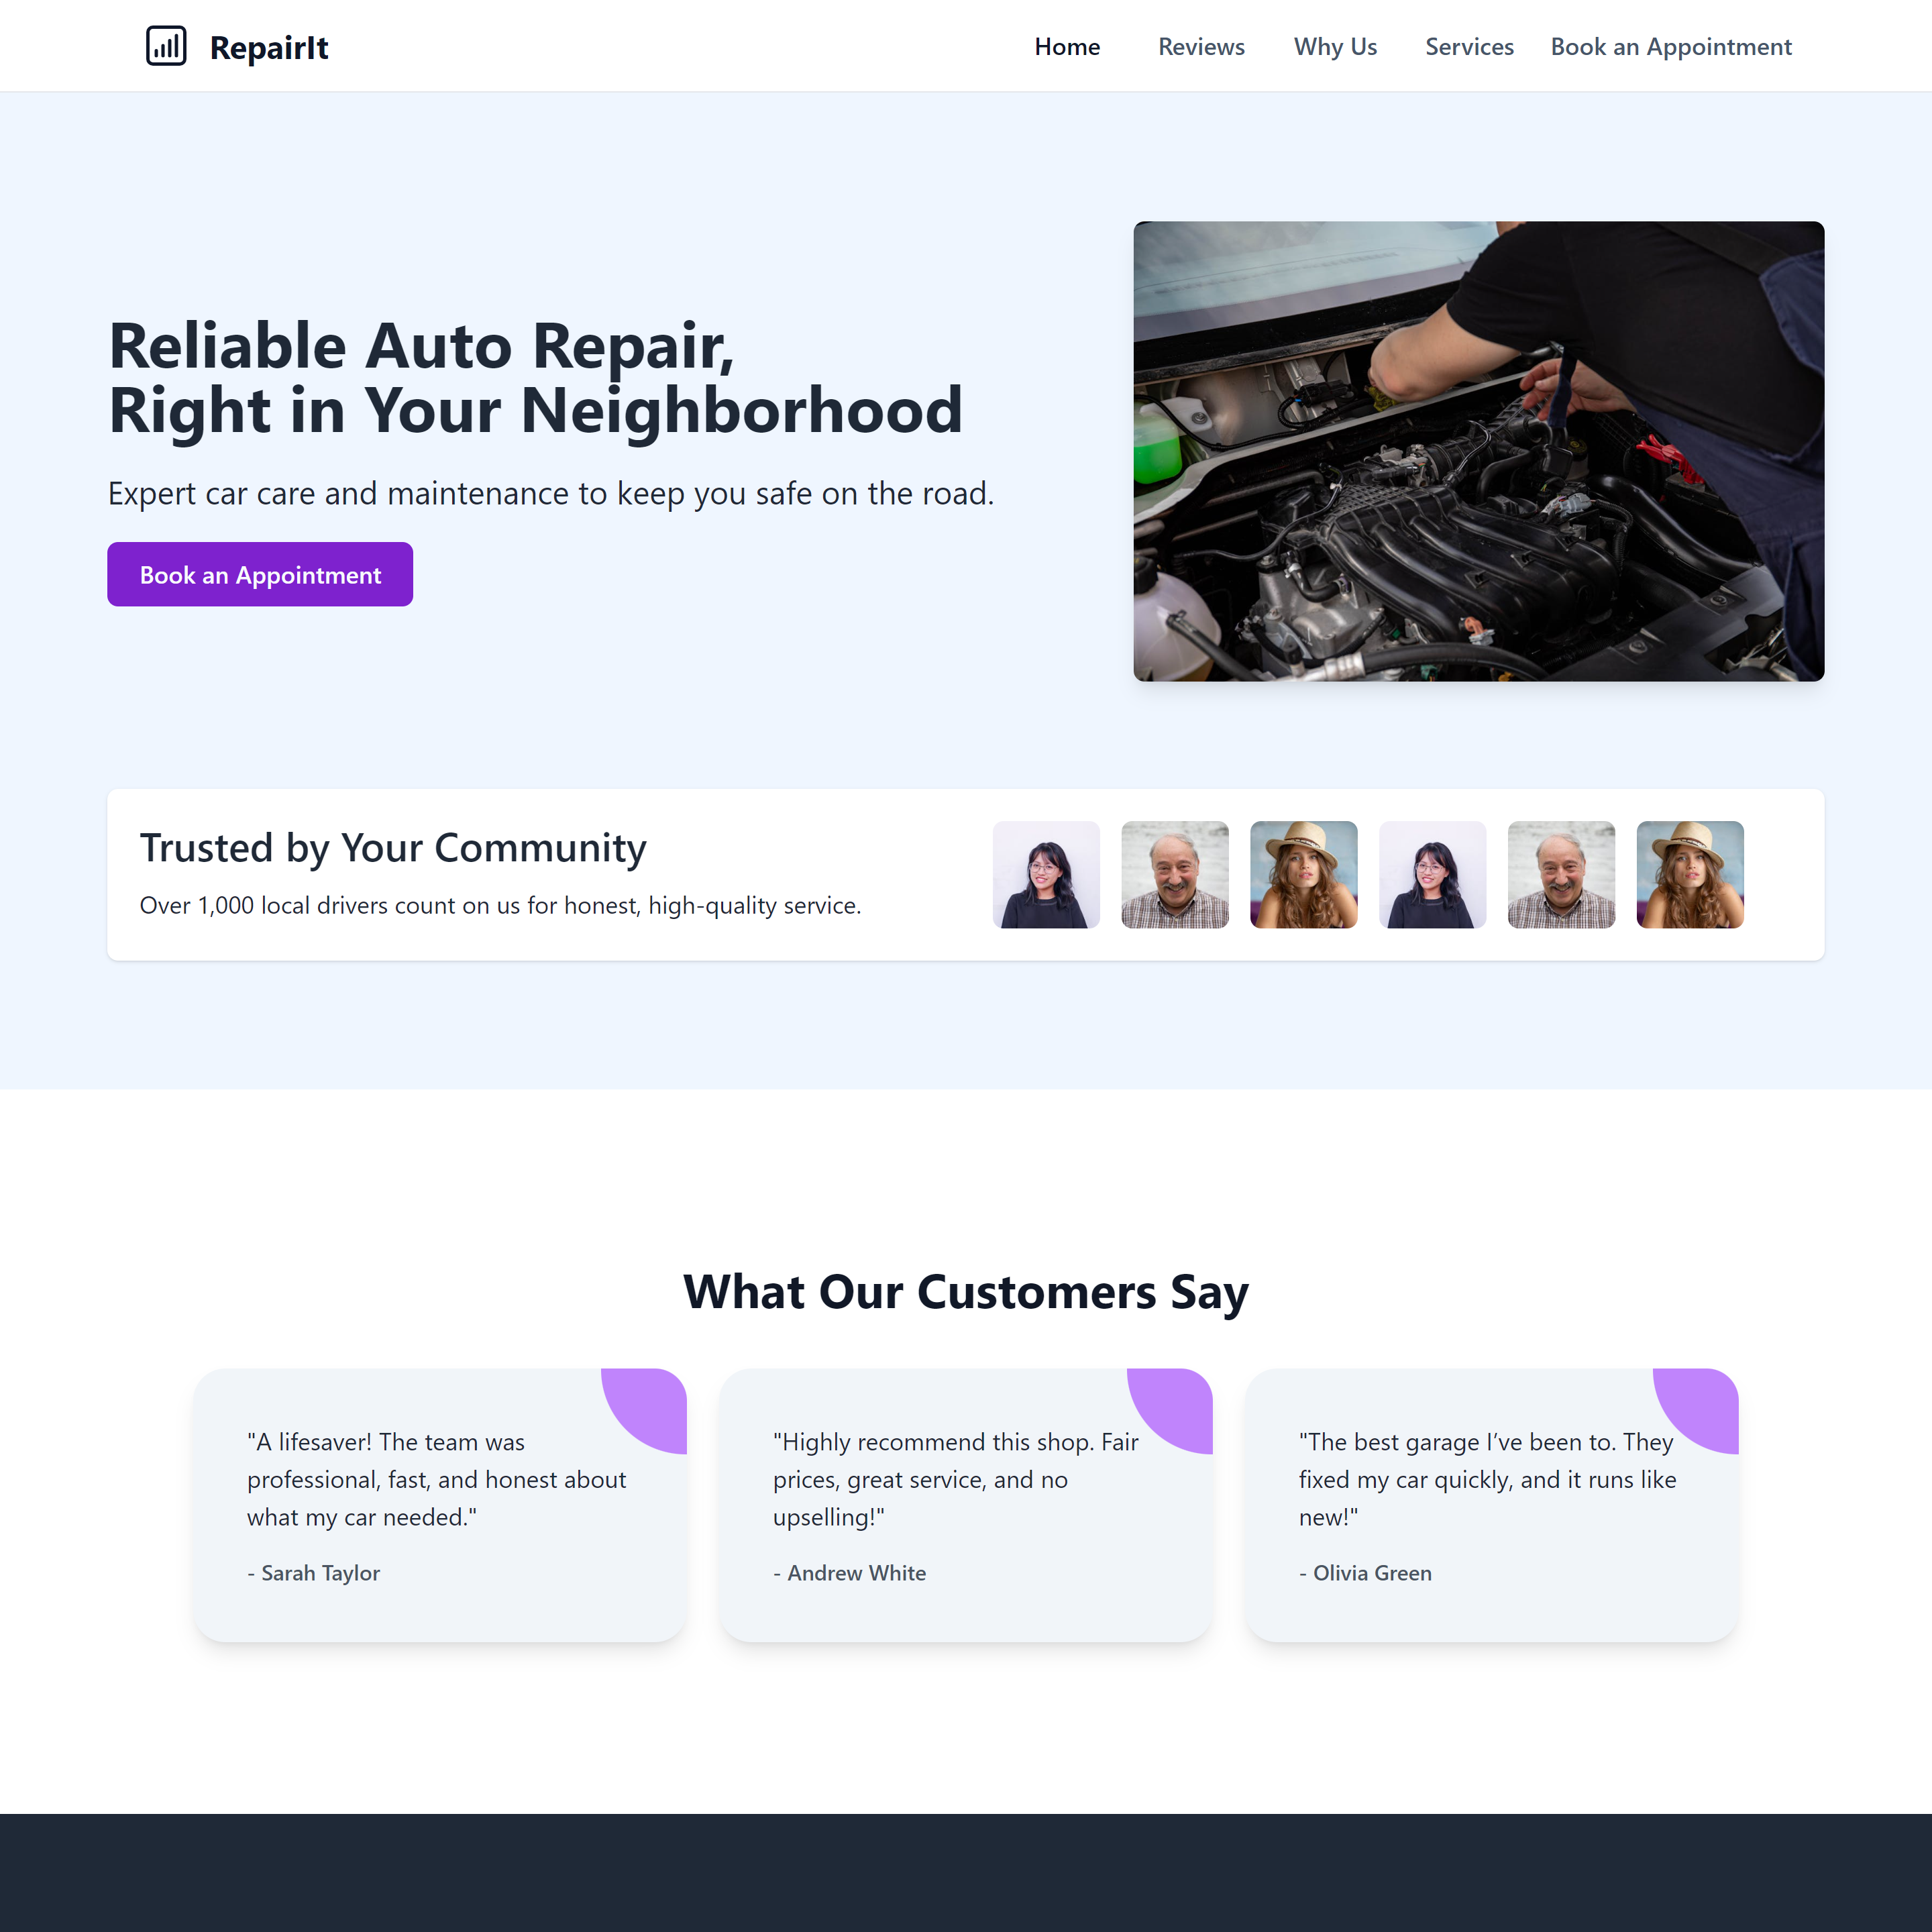 RepairIt
Home Reviews Why Us Services Book an Appointment
Reliable Auto Repair,
Right in Your Neighborhood
Expert car care and maintenance to keep you safe on the road.
Book an Appointment
Trusted by Your Community
Over 1,000 local drivers count on us for honest, high-quality service.
What Our Customers Say
"A lifesaver! The team was
professional, fast, and honest about
what my car needed."
- Sarah Taylor
"Highly recommend this shop. Fair
prices, great service, and no
upselling!"
- Andrew White
"The best garage I’ve been to. They
fixed my car quickly, and it runs like
new!"
- Olivia Green